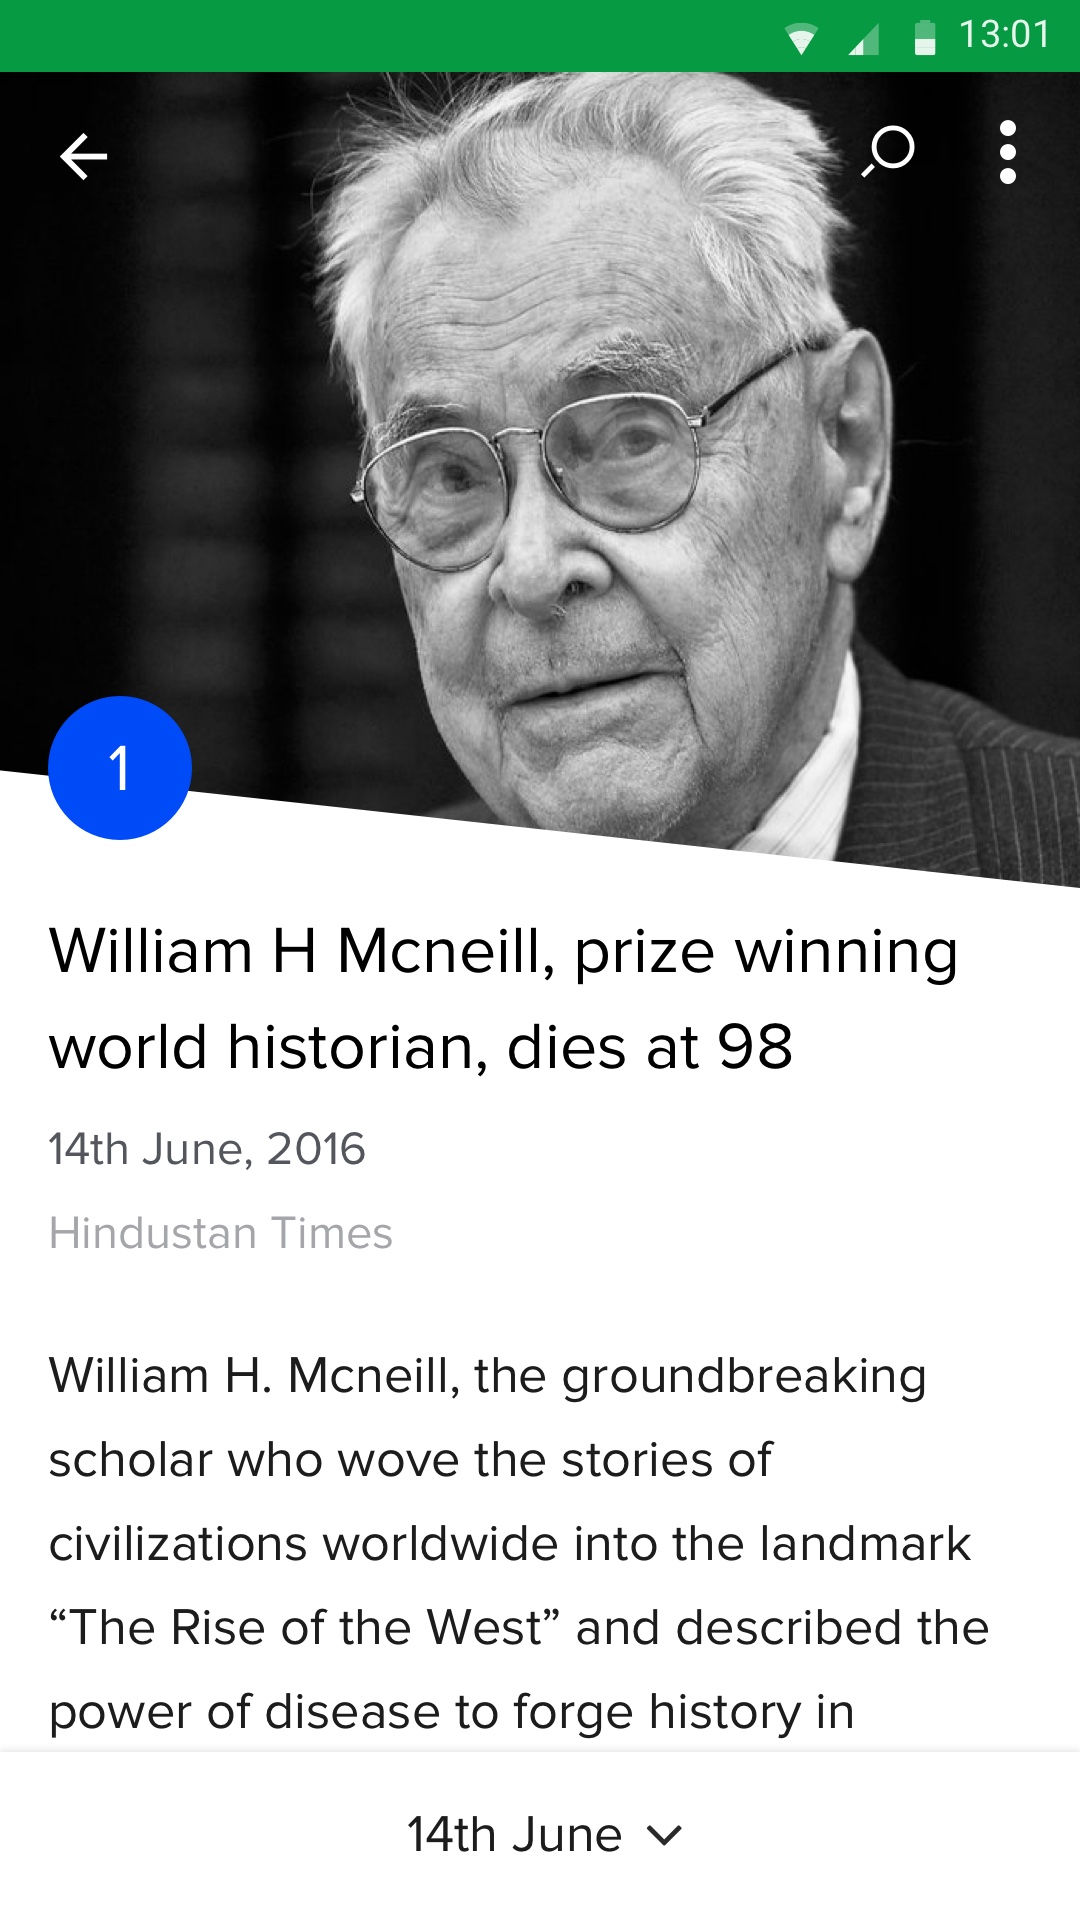 13:01
1
William H Mcneill, prize winning
world historian, dies at 98
14th June, 2016
Hindustan Times
William H. Mcneill, the groundbreaking
scholar who wove the stories of
civilizations worldwide into the landmark
“The Rise of the West” and described the
power of disease to forge history in
14th June